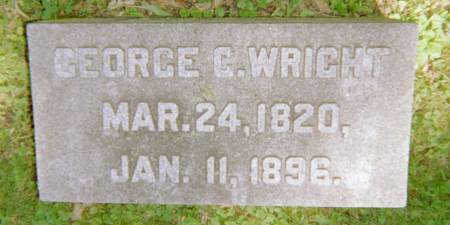 GEORGE G. WRIGHT
MAR. 24, 1820,
JAN. 11, 1896.